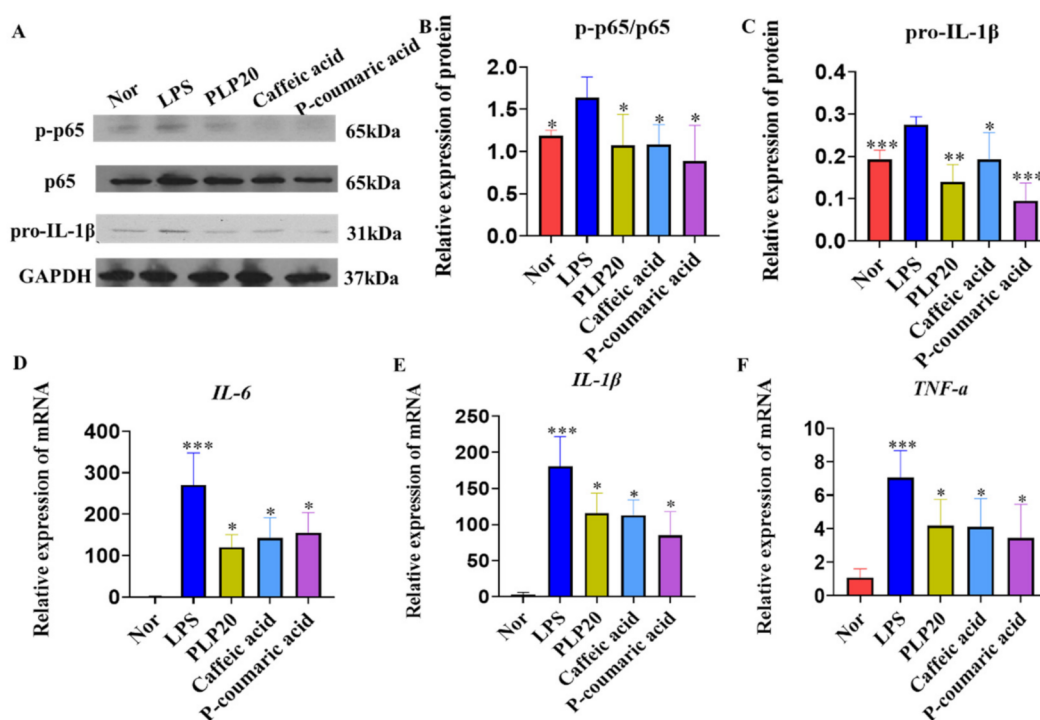 A
Nor
LPS
PLP20
Caffeic acid
P-coumaric acid
p-p65
65kDa
p65
65kDa
pro-IL-1β
31kDa
GAPDH
37kDa
B
p-p65/p65
Relative expression of protein
2.0
1.5
1.0
0.5
0.0
*
*
*
*
Nor
LPS
PLP20
Caffeic acid
P-coumaric acid
C
pro-IL-1β
Relative expression of protein
0.4
0.3
0.2
0.1
0.0
***
**
*
***
Nor
LPS
PLP20
Caffeic acid
P-coumaric acid
D
IL-6
Relative expression of mRNA
400
300
200
100
0
***
*
*
*
Nor
LPS
PLP20
Caffeic acid
P-coumaric acid
E
IL-1β
Relative expression of mRNA
250
200
150
100
50
0
***
*
*
*
Nor
LPS
PLP20
Caffeic acid
P-coumaric acid
F
TNF-a
Relative expression of mRNA
10
8
6
4
2
0
***
*
*
*
Nor
LPS
PLP20
Caffeic acid
P-coumaric acid